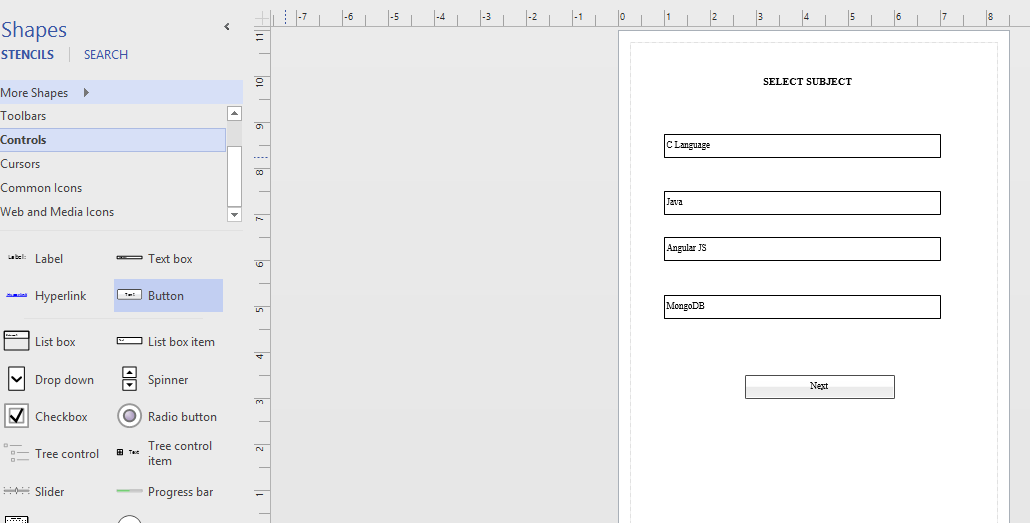 Shapes
STENCILS SEARCH
More Shapes
Toolbars
Controls
Cursors
Common Icons
Web and Media Icons
Label Text box
Hyperlink Button
List box List box item
Drop down Spinner
Checkbox Radio button
Tree control Tree control
item
Slider Progress bar
-7 -6 -5 -4 -3 -2 -1 0 1 2 3 4 5 6 7 8
11
10
9
8
7
6
5
4
3
2
1
SELECT SUBJECT
C Language
Java
Angular JS
MongoDB
Next